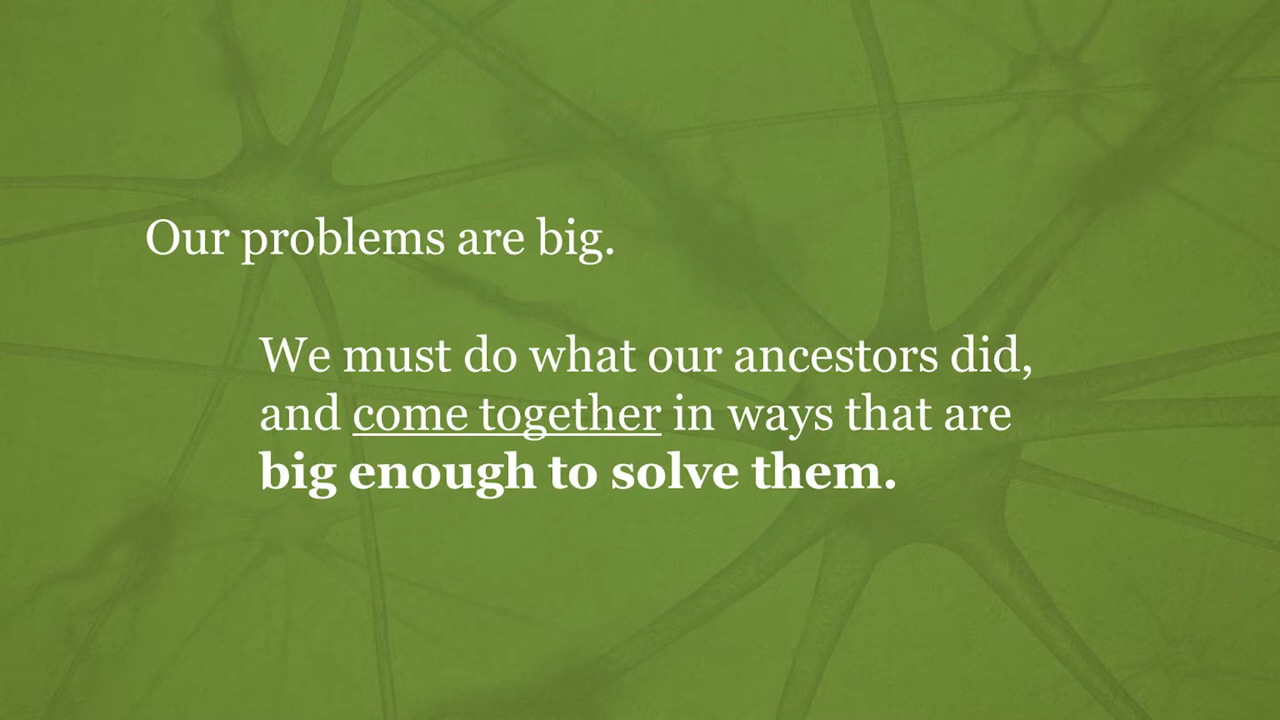 Our problems are big.
We must do what our ancestors did,
and come together in ways that are
big enough to solve them.